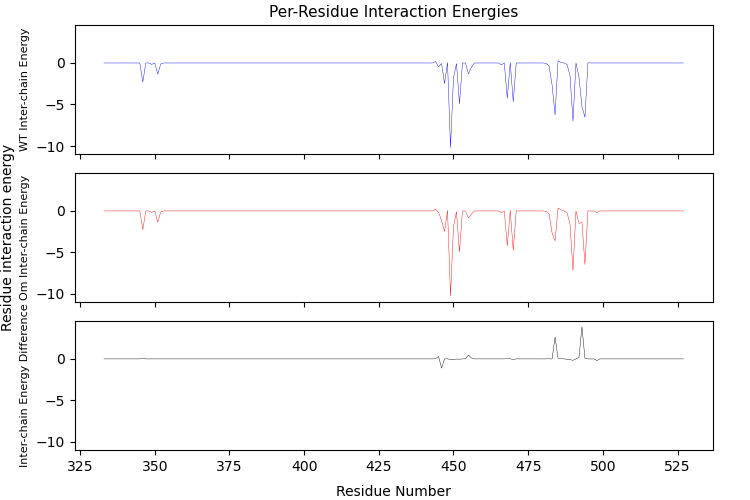 Per-Residue Interaction Energies
Residue interaction energy
WT Inter-chain Energy
0
−5
−10
Om Inter-chain Energy
0
−5
−10
Inter-chain Energy Difference
0
−5
−10
325 350 375 400 425 450 475 500 525
Residue Number